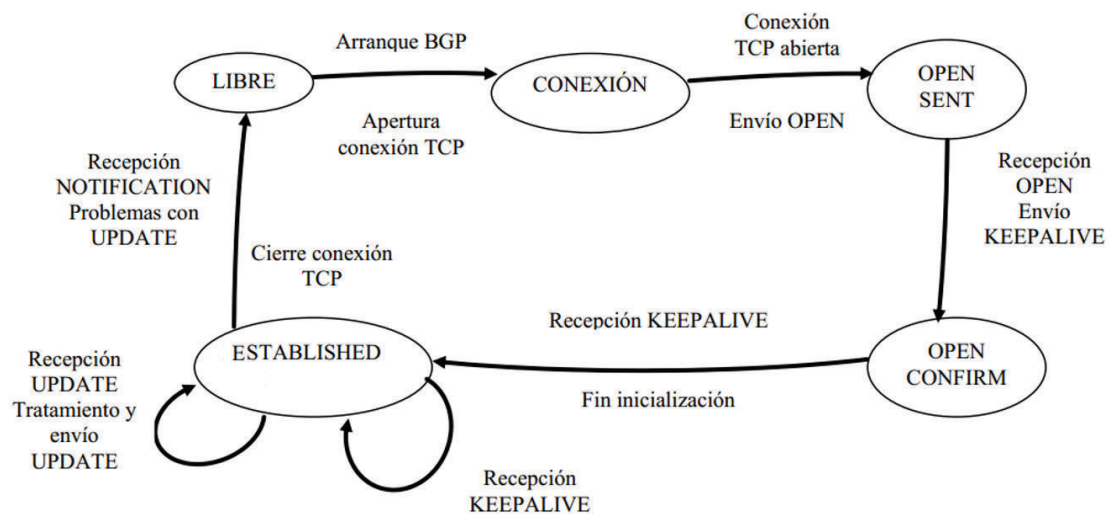 Arranque BGP
LIBRE
CONEXIÓN
Apertura
conexión TCP
Conexión
TCP abierta
Envío OPEN
OPEN
SENT
Recepción
OPEN
Envío
KEEPALIVE
Recepción
NOTIFICATION
Problemas con
UPDATE
Cierre conexión
TCP
Recepción KEEPALIVE
Fin inicialización
OPEN
CONFIRM
ESTABLISHED
Recepción
UPDATE
Tratamiento y
envío
UPDATE
Recepción
KEEPALIVE